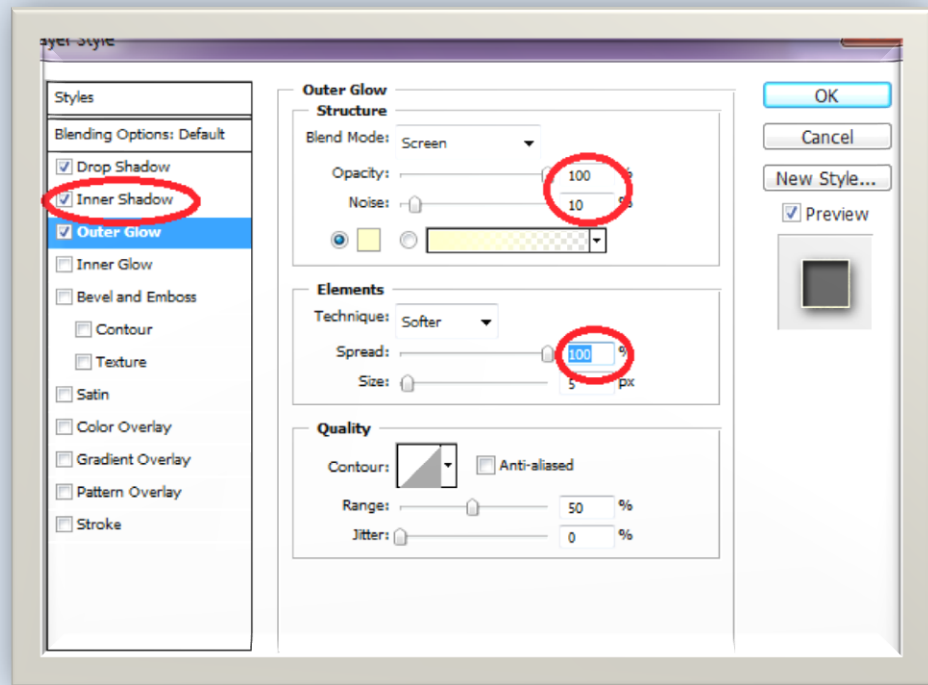 Layer Style
Styles
Blending Options: Default
Drop Shadow
Inner Shadow
Outer Glow
Inner Glow
Bevel and Emboss
Contour
Texture
Satin
Color Overlay
Gradient Overlay
Pattern Overlay
Stroke
Outer Glow
Structure
Blend Mode: Screen
Opacity: 100 %
Noise: 10 %
Elements
Technique: Softer
Spread: 100 %
Size: 5 px
Quality
Contour: Anti-aliased
Range: 50 %
Jitter: 0 %
OK
Cancel
New Style...
Preview